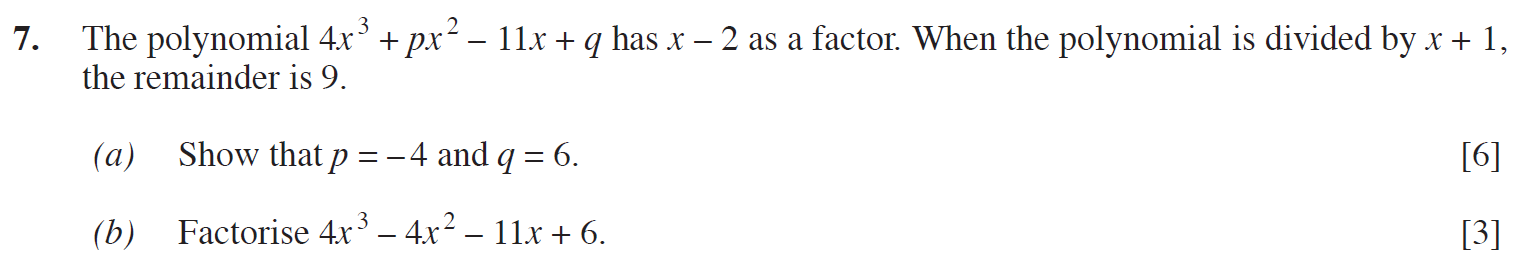 7. The polynomial 4x³ + px² – 11x + q has x – 2 as a factor. When the polynomial is divided by x + 1,
the remainder is 9.
(a) Show that p = –4 and q = 6. [6]
(b) Factorise 4x³ – 4x² – 11x + 6. [3]